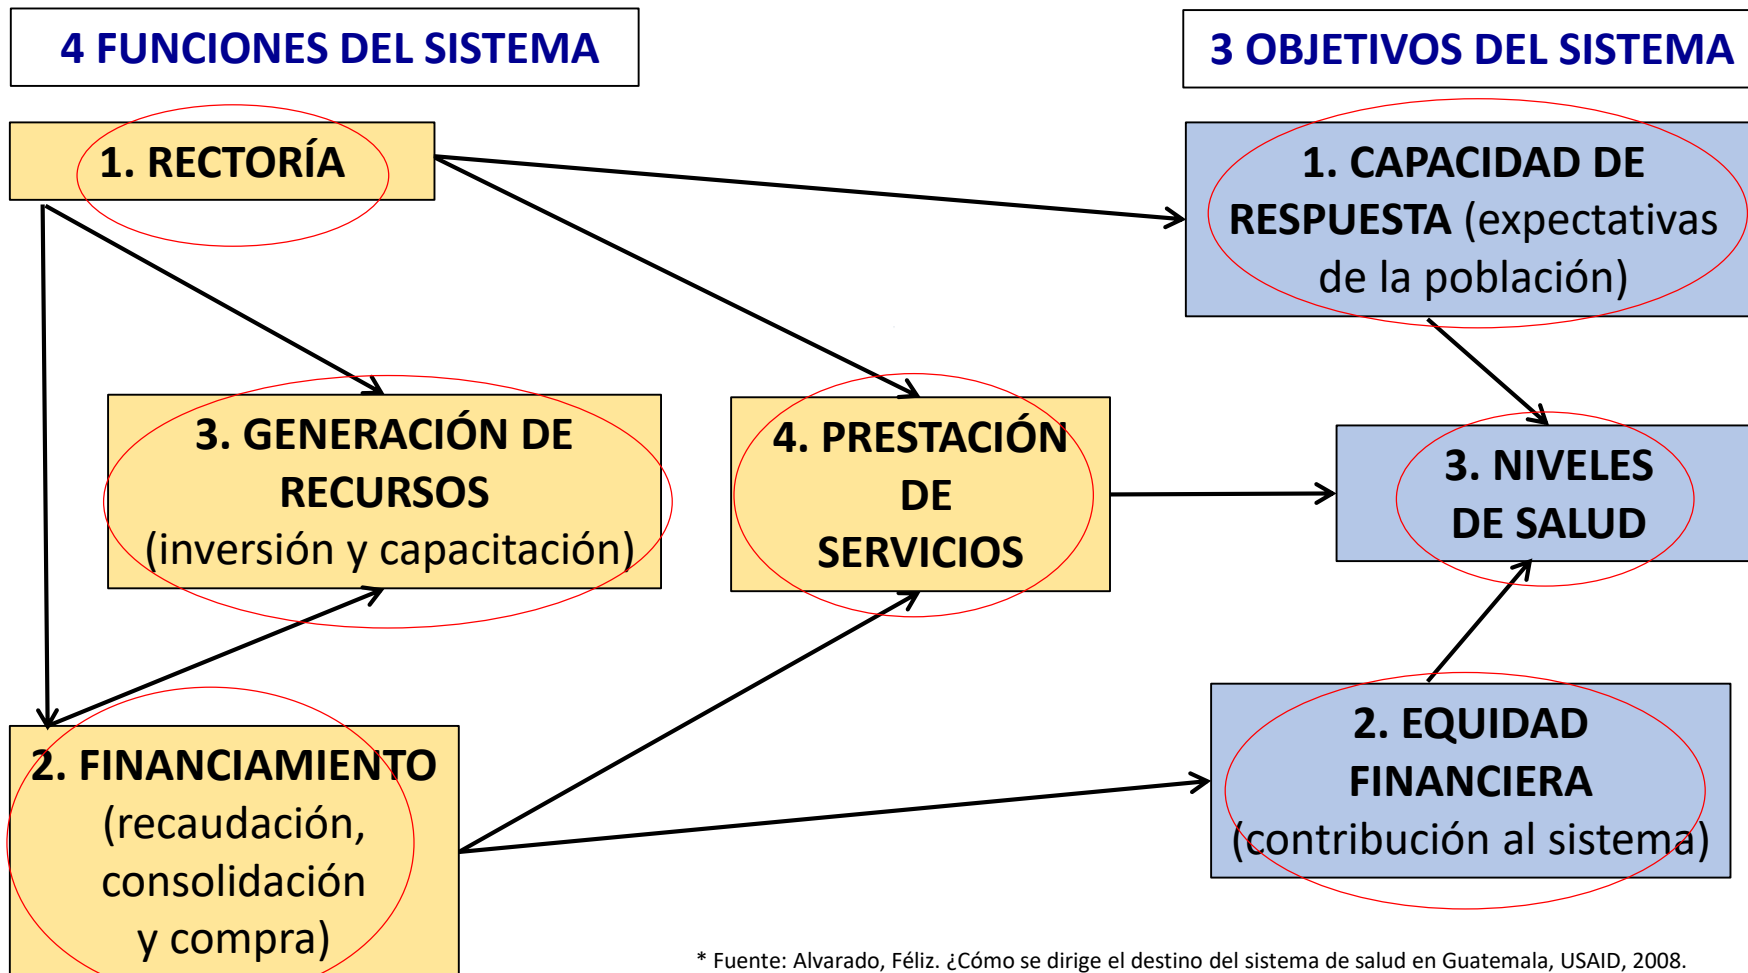 4 FUNCIONES DEL SISTEMA
3 OBJETIVOS DEL SISTEMA
1. RECTORÍA
1. CAPACIDAD DE
RESPUESTA (expectativas
de la población)
3. GENERACIÓN DE
RECURSOS
(inversión y capacitación)
4. PRESTACIÓN
DE
SERVICIOS
3. NIVELES
DE SALUD
2. FINANCIAMIENTO
(recaudación,
consolidación
y compra)
2. EQUIDAD
FINANCIERA
(contribución al sistema)
* Fuente: Alvarado, Féliz. ¿Cómo se dirige el destino del sistema de salud en Guatemala, USAID, 2008.